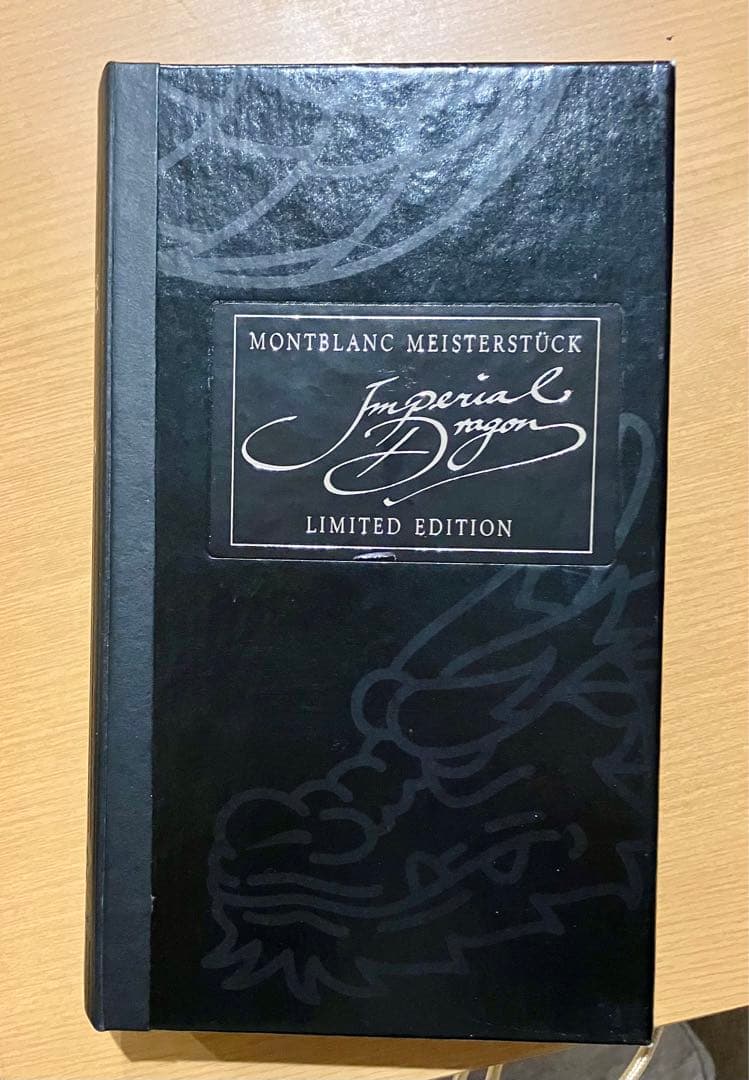 MONTBLANC MEISTERSTÜCK
Imperial
Dragon
LIMITED EDITION